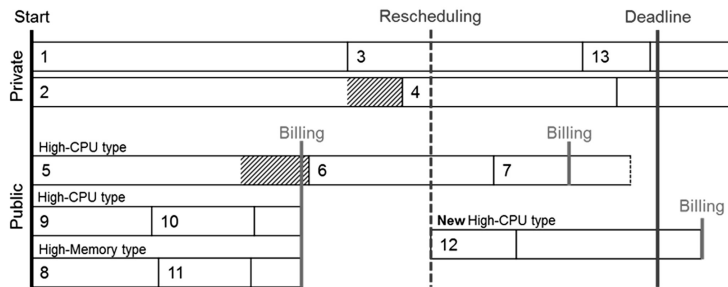 Start Rescheduling Deadline
Private
1 3 13
2 4
Public
Billing Billing
High-CPU type
5 6 7
High-CPU type
9 10
Billing
New High-CPU type
12
High-Memory type
8 11